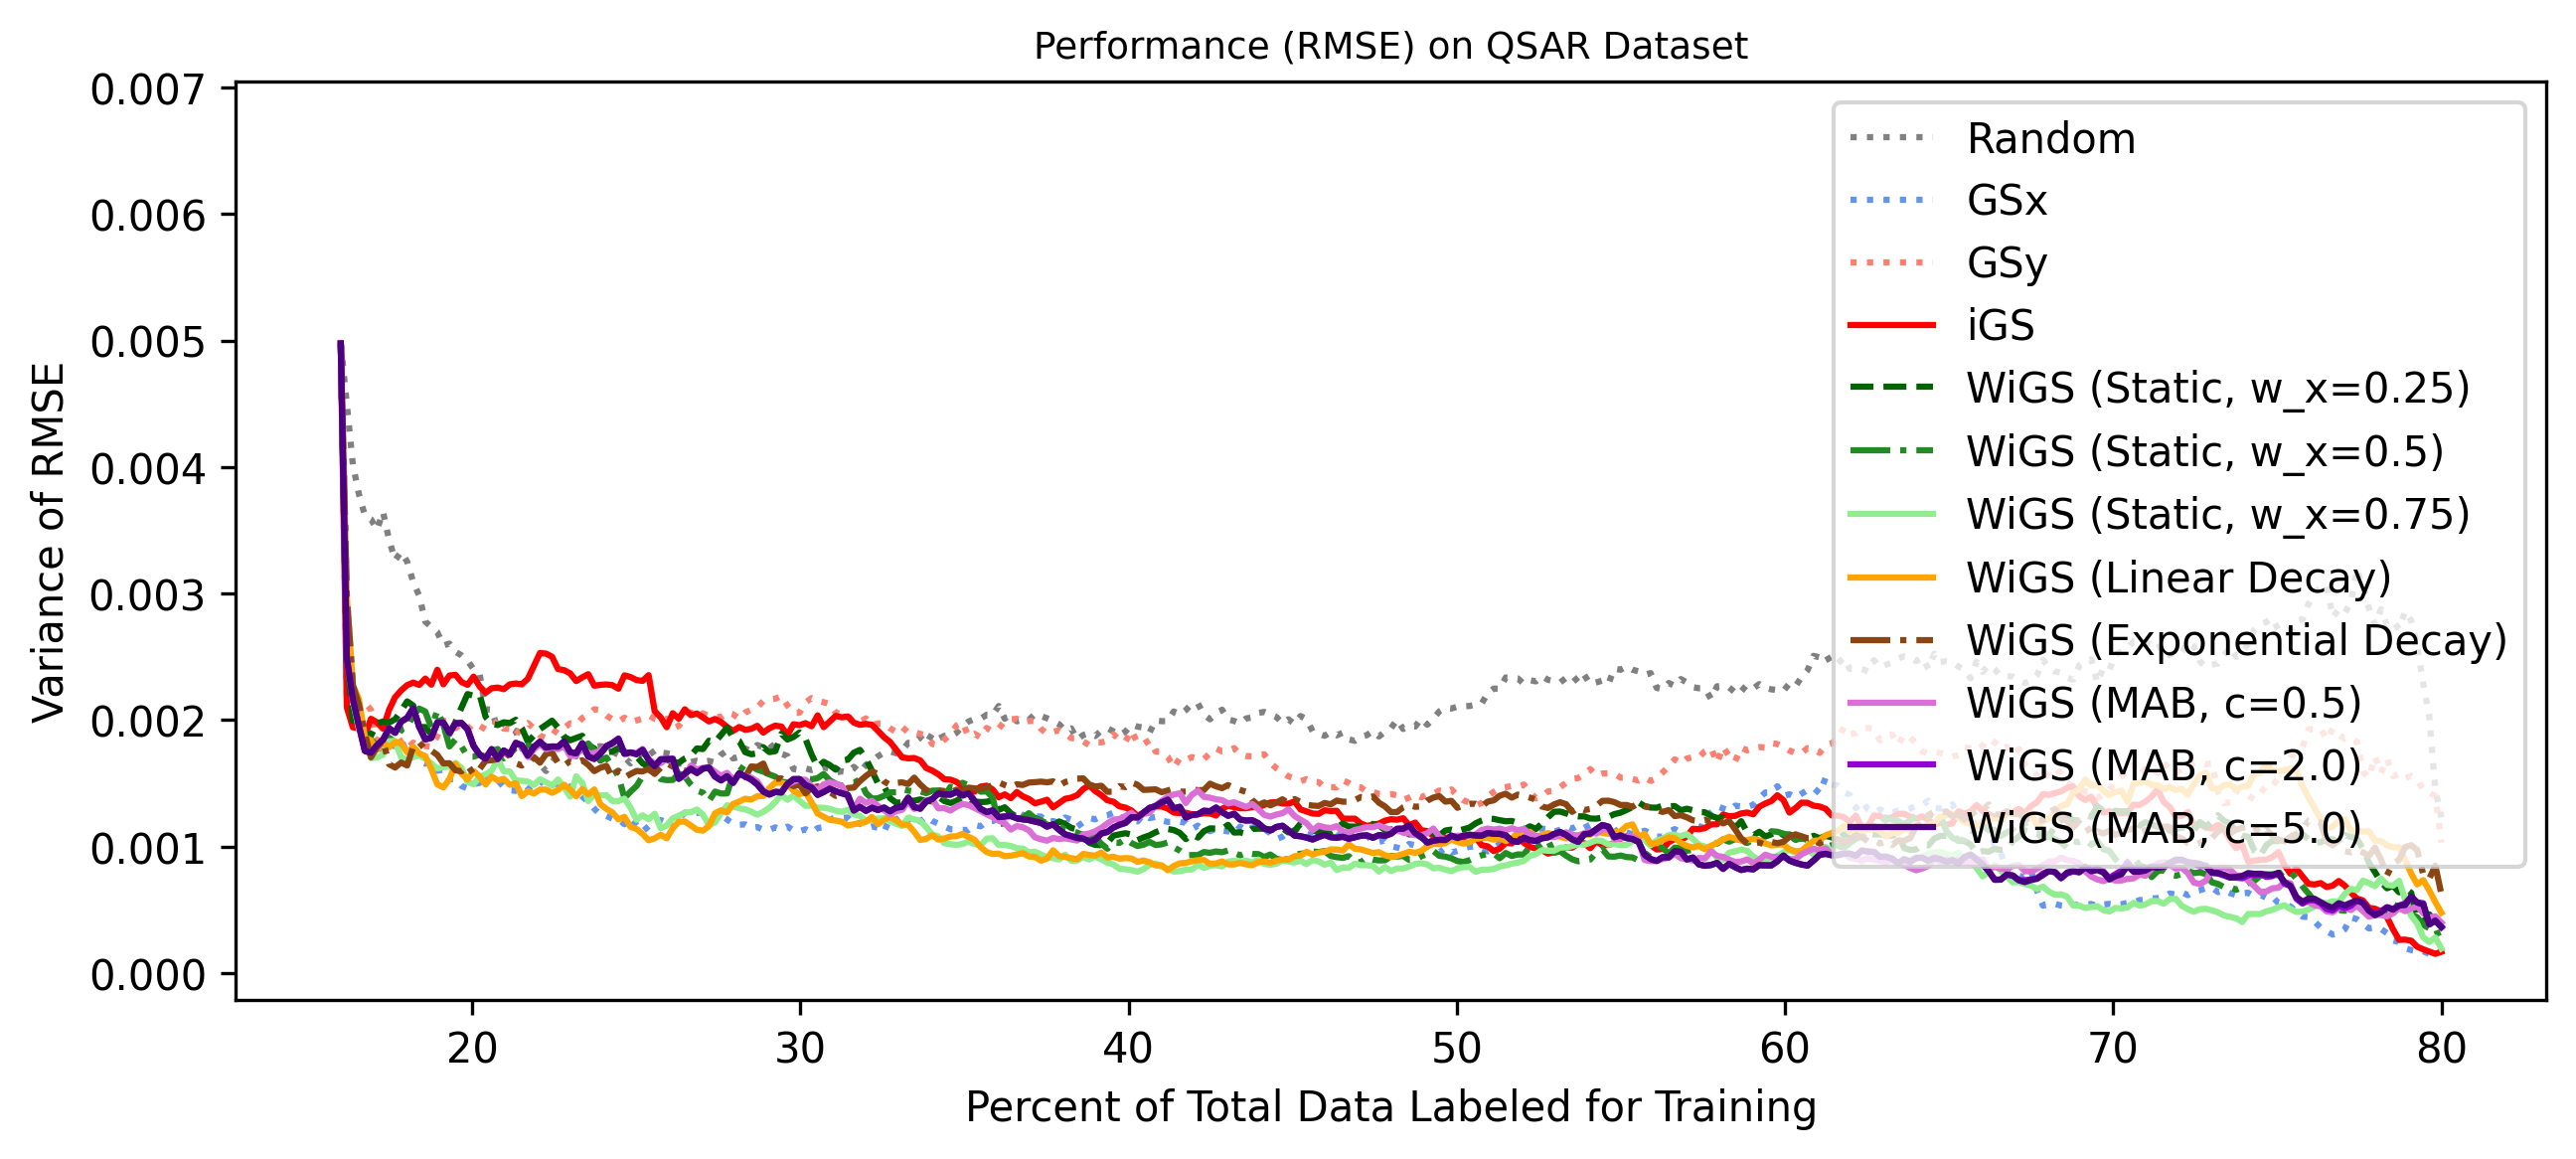 Performance (RMSE) on QSAR Dataset
Variance of RMSE
0.007
0.006
0.005
0.004
0.003
0.002
0.001
0.000
Random
GSx
GSy
iGS
WiGS (Static, w_x=0.25)
WiGS (Static, w_x=0.5)
WiGS (Static, w_x=0.75)
WiGS (Linear Decay)
WiGS (Exponential Decay)
WiGS (MAB, c=0.5)
WiGS (MAB, c=2.0)
WiGS (MAB, c=5.0)
20 30 40 50 60 70 80
Percent of Total Data Labeled for Training